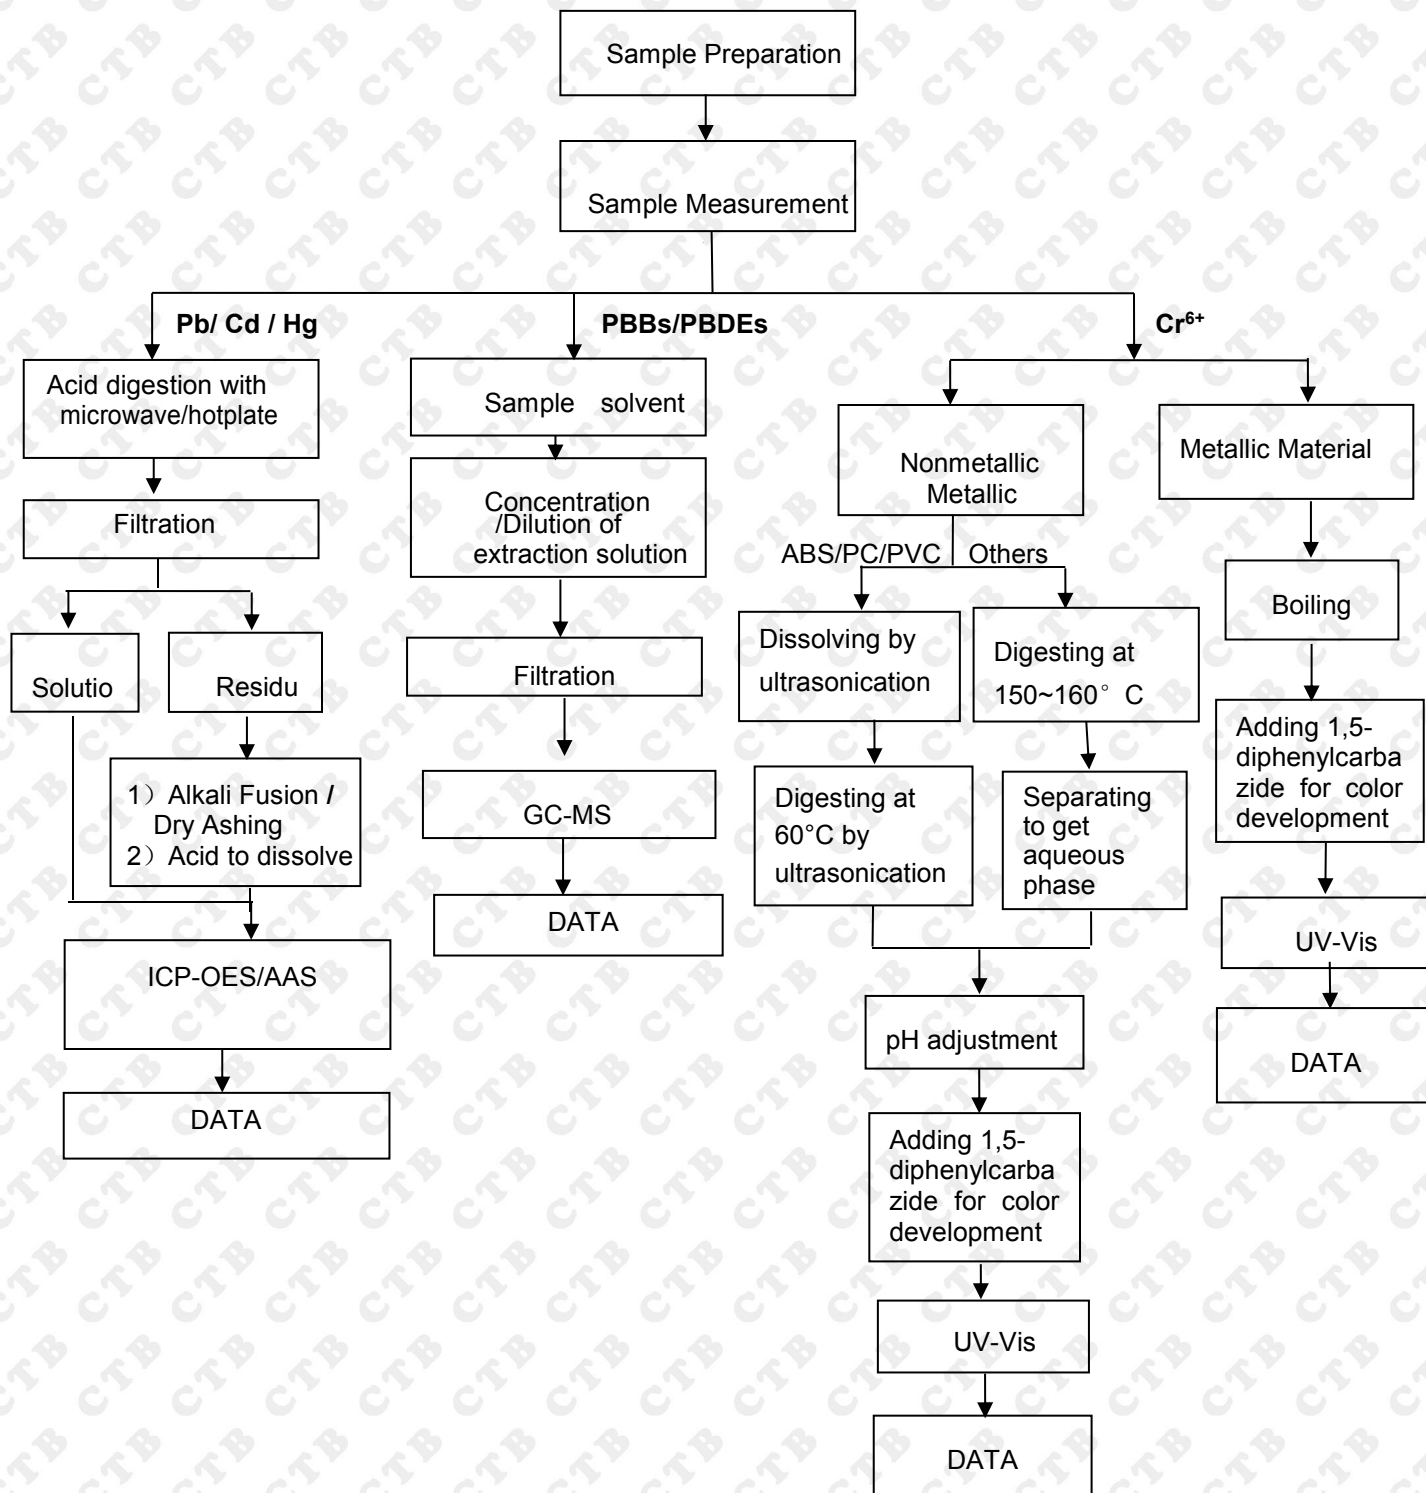 Sample Preparation
Sample Measurement
Pb/ Cd / Hg
PBBs/PBDEs
Cr⁶⁺
Acid digestion with
microwave/hotplate
Filtration
Solutio
Residu
1）Alkali Fusion /
Dry Ashing
2）Acid to dissolve
ICP-OES/AAS
DATA
Sample solvent
Concentration
/Dilution of
extraction solution
Filtration
GC-MS
DATA
Nonmetallic
Metallic
ABS/PC/PVC
Others
Dissolving by
ultrasonication
Digesting at
60°C by
ultrasonication
Digesting at
150~160° C
Separating
to get
aqueous
phase
pH adjustment
Adding 1,5-
diphenylcarba
zide for color
development
UV-Vis
DATA
Metallic Material
Boiling
Adding 1,5-
diphenylcarba
zide for color
development
UV-Vis
DATA
CTB